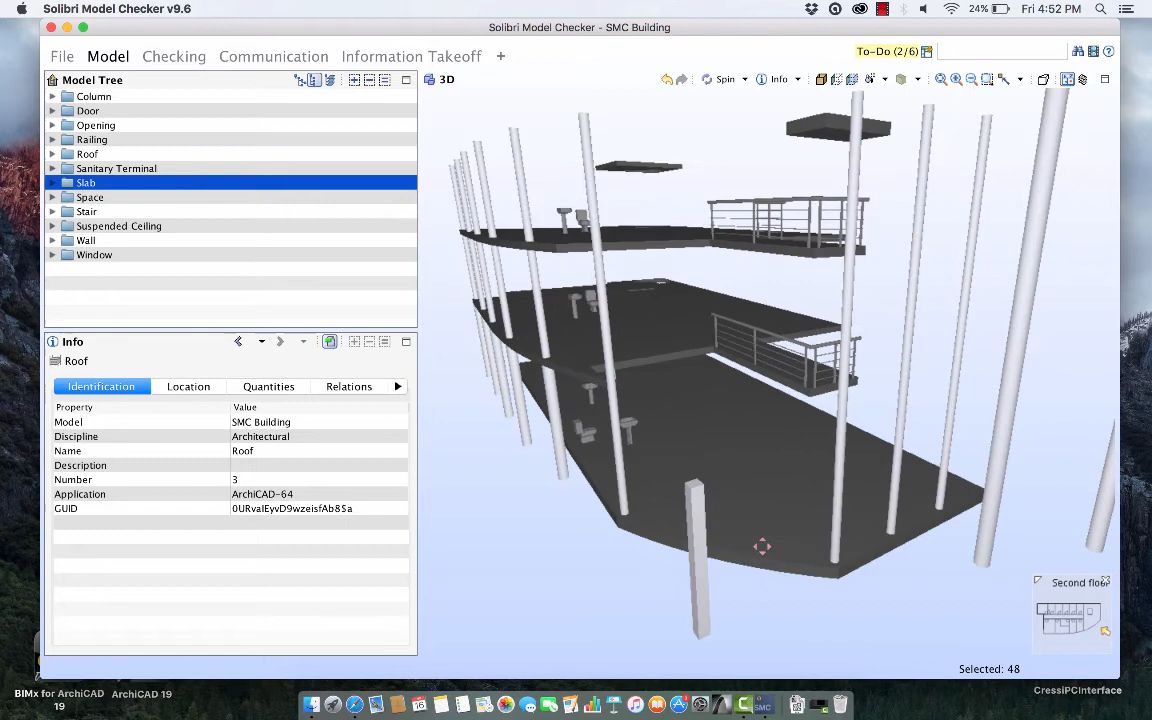 Solibri Model Checker v9.6
24%
Fri 4:52 PM
Solibri Model Checker - SMC Building
File Model Checking Communication Information Takeoff +
To-Do (2/6)
Model Tree
3D
Spin
Info
Column
Door
Opening
Railing
Roof
Sanitary Terminal
Slab
Space
Stair
Suspended Ceiling
Wall
Window
Info
Roof
Identification Location Quantities Relations
Property Value
Model SMC Building
Discipline Architectural
Name Roof
Description
Number 3
Application ArchiCAD-64
GUID 0URvaIEyvD9wzeisfAb8$a
Second floor
Selected: 48
BIMx for ArchiCAD
19
ArchiCAD 19
CressiPCInterface
16
SMC